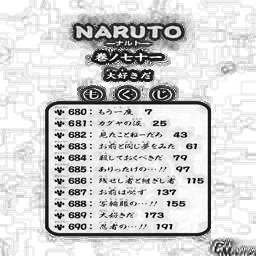 NARUTO
―ナルト―
巻ノ七十一
大好きだ
もくじ
680: もう一度 7
681: カグヤの涙 25
682: 見たことねーだろ 43
683: お前と同じ夢をみた 61
684: 殺しておくべきだ 79
685: ありったけの…!! 97
686: 残せし者と継ぎし者 115
687: お前は必ず 137
688: 写輪眼の…!! 155
689: 大好きだ 173
690: 忍者の…!! 191